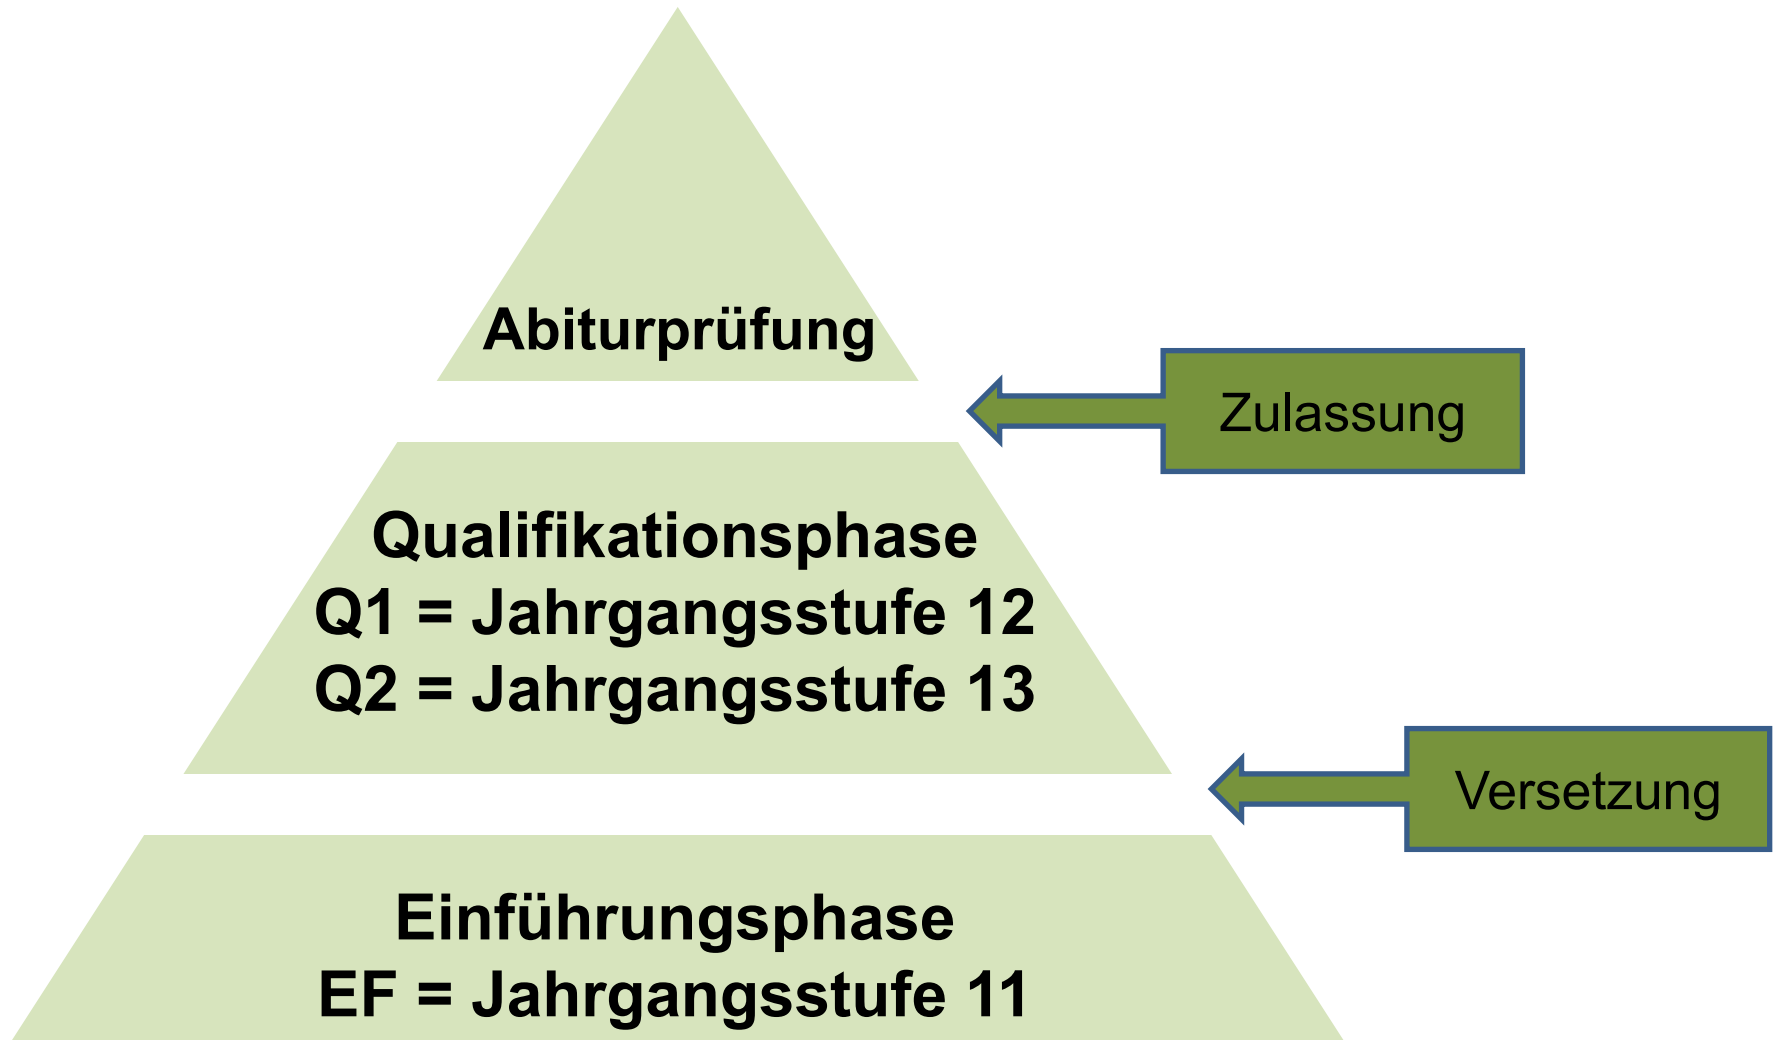 Abiturprüfung
Zulassung
Qualifikationsphase
Q1 = Jahrgangsstufe 12
Q2 = Jahrgangsstufe 13
Versetzung
Einführungsphase
EF = Jahrgangsstufe 11